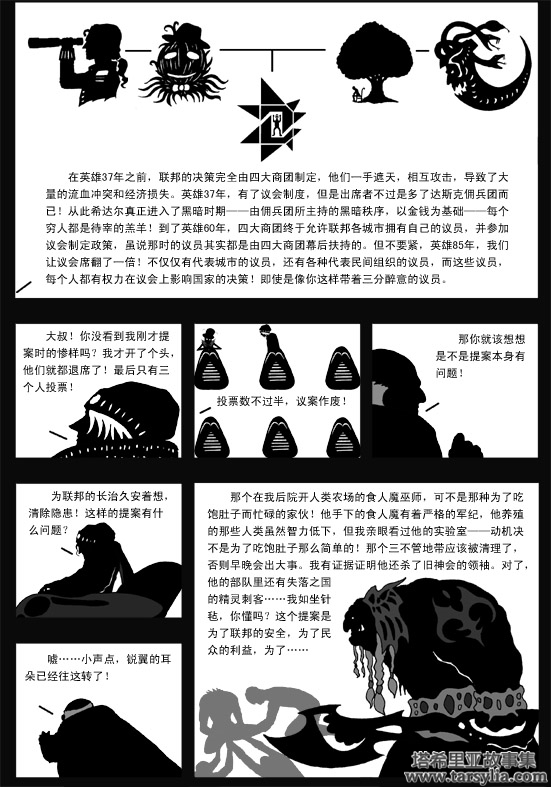 在英雄37年之前，联邦的决策完全由四大商团制定，他们一手遮天，相互攻击，导致了大
量的流血冲突和经济损失。英雄37年，有了议会制度，但是出席者不过是多了达斯克佣兵团而
已！从此希达尔真正进入了黑暗时期——由佣兵团所主持的黑暗秩序，以金钱为基础——每个
穷人都是待宰的羔羊！到了英雄60年，四大商团终于允许联邦各城市拥有自己的议员，并参加
议会制定政策，虽说那时的议员其实都是由四大商团幕后扶持的。但不要紧，英雄85年，我们
让议会席翻了一倍！不仅仅有代表城市的议员，还有各种代表民间组织的议员，而这些议员，
每个人都有权力在议会上影响国家的决策！即使是像你这样带着三分醉意的议员。
大叔！你没看到我刚才提
案时的惨样吗？我才开了个头，
他们就都退席了！最后只有三
个人投票！
投票数不过半，议案作废！
那你就该想想
是不是提案本身有
问题！
为联邦的长治久安着想，
清除隐患！这样的提案有什
么问题？
嘘……小声点，锐翼的耳
朵已经往这转了！
那个在我后院开人类农场的食人魔巫师，可不是那种为了吃
饱肚子而忙碌的家伙！他手下的食人魔有着严格的军纪，他养殖
的那些人类虽然智力低下，但我亲眼看过他的实验室——动机决
不是为了吃饱肚子那么简单的！那个三不管地带应该被清理了，
否则早晚会出大事。我有证据证明他还杀了旧神会的领袖。对了，
他的部队里还有失落之国
的精灵刺客……我如坐针
毡，你懂吗？这个提案是
为了联邦的安全，为了民
众的利益，为了……
塔希里亚故事集
www.tarsylia.com